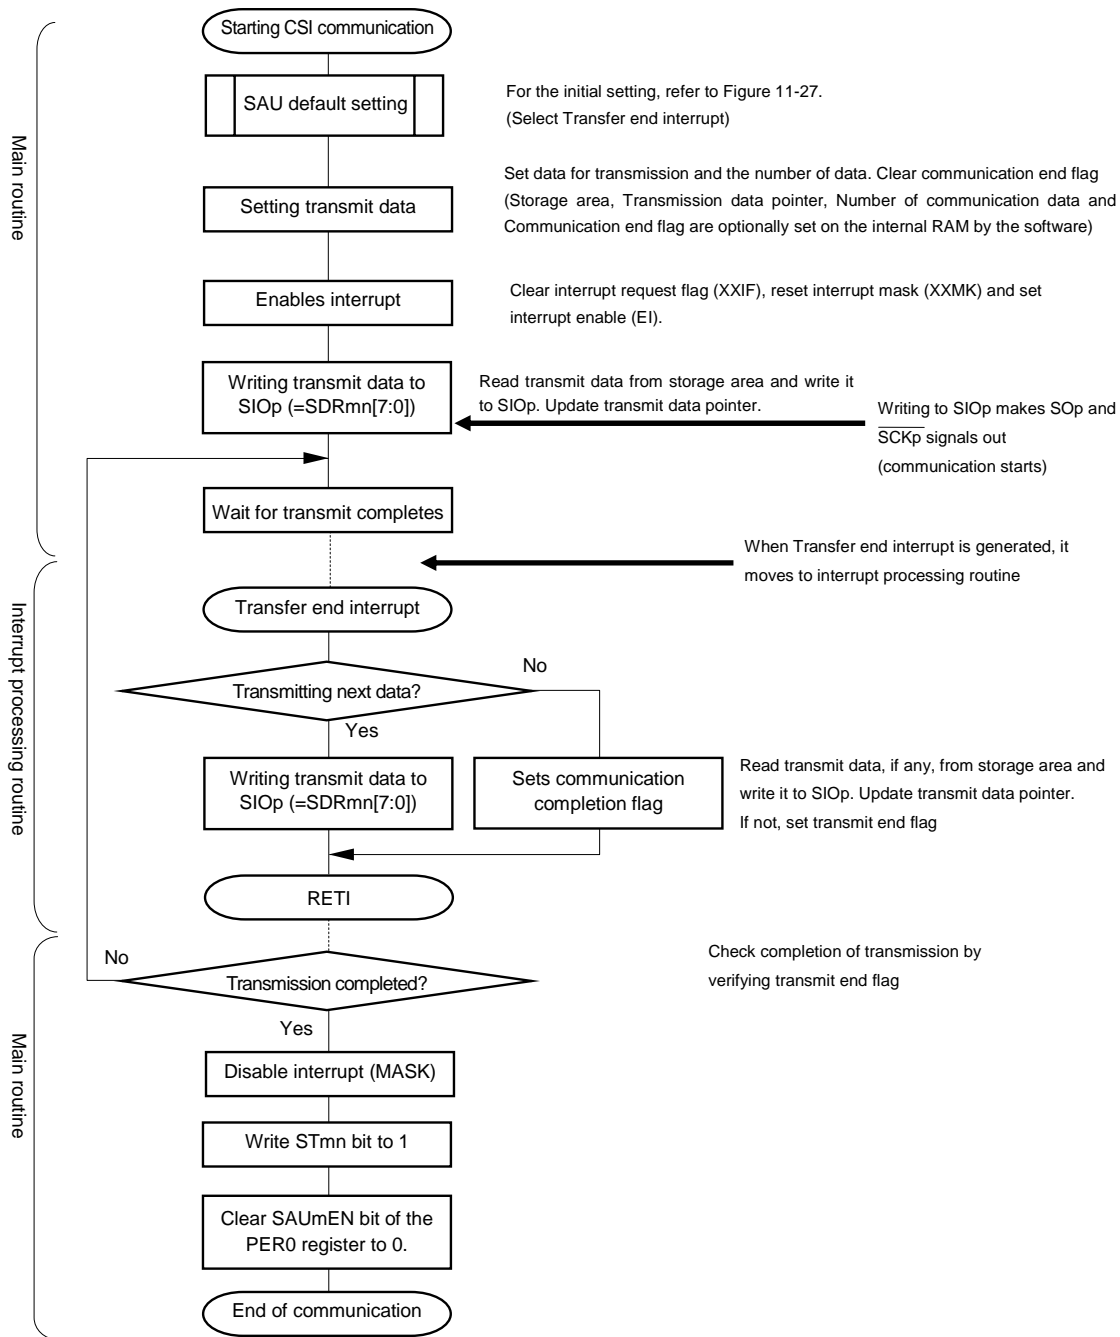 Starting CSI communication
SAU default setting
For the initial setting, refer to Figure 11-27.
(Select Transfer end interrupt)
Main routine
Setting transmit data
Set data for transmission and the number of data. Clear communication end flag
(Storage area, Transmission data pointer, Number of communication data and
Communication end flag are optionally set on the internal RAM by the software)
Enables interrupt
Clear interrupt request flag (XXIF), reset interrupt mask (XXMK) and set
interrupt enable (EI).
Writing transmit data to
SIOp (=SDRmn[7:0])
Read transmit data from storage area and write it
to SIOp. Update transmit data pointer.
Writing to SIOp makes SOp and
SCKp signals out
(communication starts)
Wait for transmit completes
When Transfer end interrupt is generated, it
moves to interrupt processing routine
Interrupt processing routine
Transfer end interrupt
No
Transmitting next data?
Yes
Writing transmit data to
SIOp (=SDRmn[7:0])
Sets communication
completion flag
Read transmit data, if any, from storage area and
write it to SIOp. Update transmit data pointer.
If not, set transmit end flag
RETI
No
Transmission completed?
Check completion of transmission by
verifying transmit end flag
Yes
Main routine
Disable interrupt (MASK)
Write STmn bit to 1
Clear SAUmEN bit of the
PER0 register to 0.
End of communication